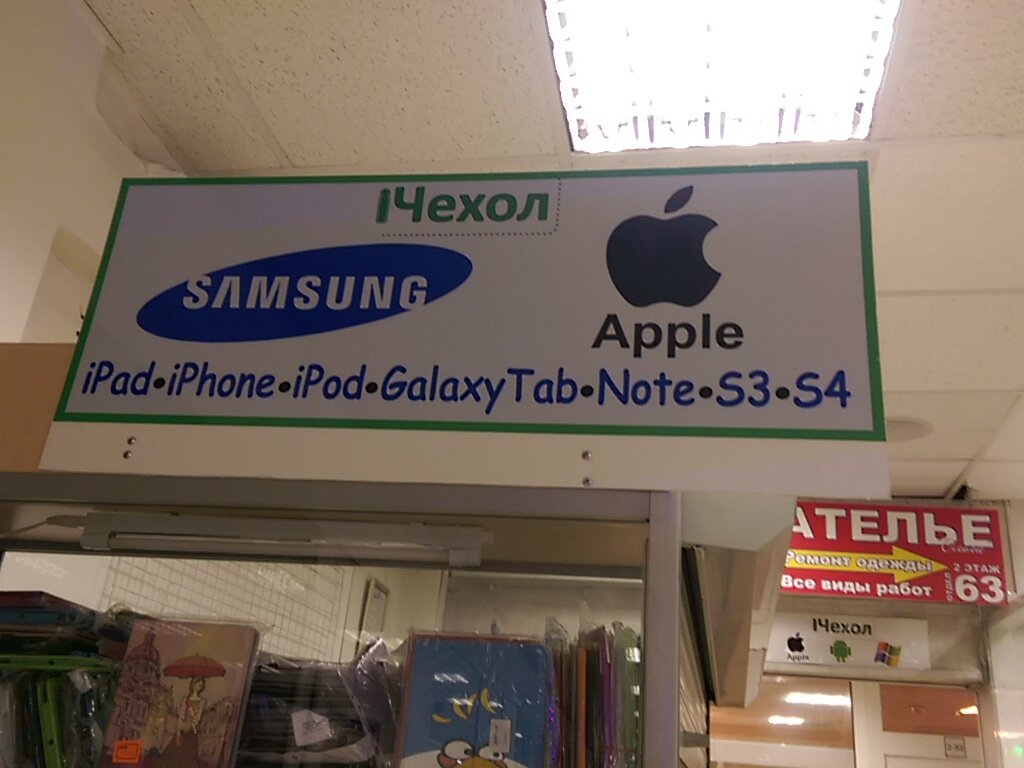 iЧехол
SAMSUNG
Apple
iPad•iPhone•iPod•GalaxyTab•Note•S3•S4
АТЕЛЬЕ
Ремонт одежды
2 ЭТАЖ
Все виды работ
ОТДЕЛ
63
IЧехол
Apple